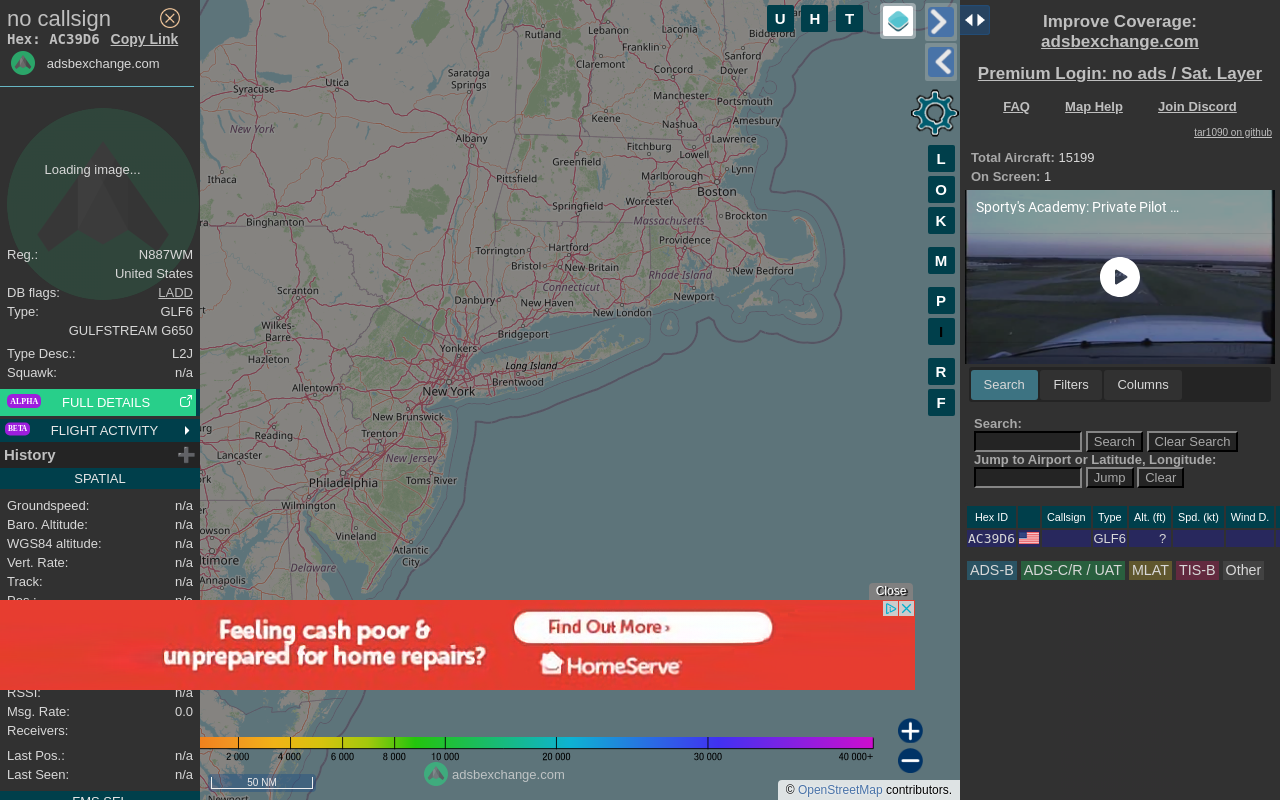 no callsign
Hex: AC39D6 Copy Link
adsbexchange.com
Loading image...
Reg.: N887WM
United States
DB flags: LADD
Type: GLF6
GULFSTREAM G650
Type Desc.: L2J
Squawk: n/a
ALPHA FULL DETAILS
BETA FLIGHT ACTIVITY
History
SPATIAL
Groundspeed: n/a
Baro. Altitude: n/a
WGS84 altitude: n/a
Vert. Rate: n/a
Track: n/a
Pos.: n/a
RSSI: n/a
Msg. Rate: 0.0
Receivers:
Last Pos.: n/a
Last Seen: n/a
FMS SEL
U H T
L
O
K
M
P
I
R
F
Rutland
Lebanon
Laconia
Biddeford
Franklin
Sanford
Claremont
Concord
Dover
Saratoga
Springs
Utica
Syracuse
Manchester
Portsmouth
Keene
Nashua
Amesbury
New York
Albany
Lawrence
Fitchburg
Lowell
Greenfield
Lynn
Ithaca
Pittsfield
Marlborough
Boston
Worcester
Springfield
Binghamton
Massachusetts
Brockton
Torrington
Hartford
Providence
Bristol
New Britain
Rhode Island
New Bedford
Connecticut
Scranton
Danbury
New Haven
Newport
New London
Wilkes-
Barre
Bridgeport
Hazleton
Yonkers
Long Island
Brentwood
Allentown
New York
New Brunswick
Reading
Trenton
Lancaster
New Jersey
Philadelphia
Toms River
Wilmington
Vineland
Atlantic
City
Delaware
Annapolis
Close
Feeling cash poor &
unprepared for home repairs?
Find Out More ›
HomeServe
2 000 4 000 6 000 8 000 10 000 20 000 30 000 40 000+
adsbexchange.com
50 NM
Newport
© OpenStreetMap contributors.
Improve Coverage:
adsbexchange.com
Premium Login: no ads / Sat. Layer
FAQ Map Help Join Discord
tar1090 on github
Total Aircraft: 15199
On Screen: 1
Sporty's Academy: Private Pilot ...
Search Filters Columns
Search:
Search Clear Search
Jump to Airport or Latitude, Longitude:
Jump Clear
Hex ID Callsign Type Alt. (ft) Spd. (kt) Wind D.
AC39D6 GLF6 ?
ADS-B ADS-C/R / UAT MLAT TIS-B Other